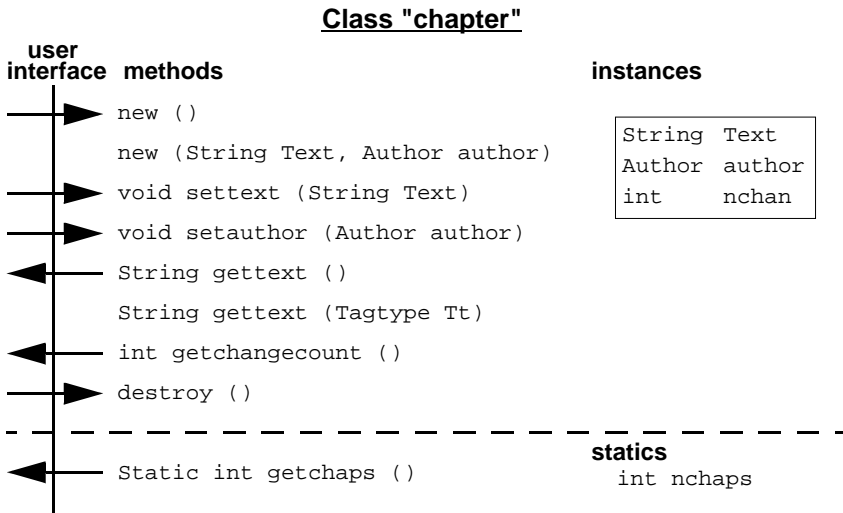 Class "chapter"
user
interface methods
instances
new ()
new (String Text, Author author)
void settext (String Text)
void setauthor (Author author)
String gettext ()
String gettext (Tagtype Tt)
int getchangecount ()
destroy ()
String Text
Author author
int nchan
Static int getchaps ()
statics
int nchaps